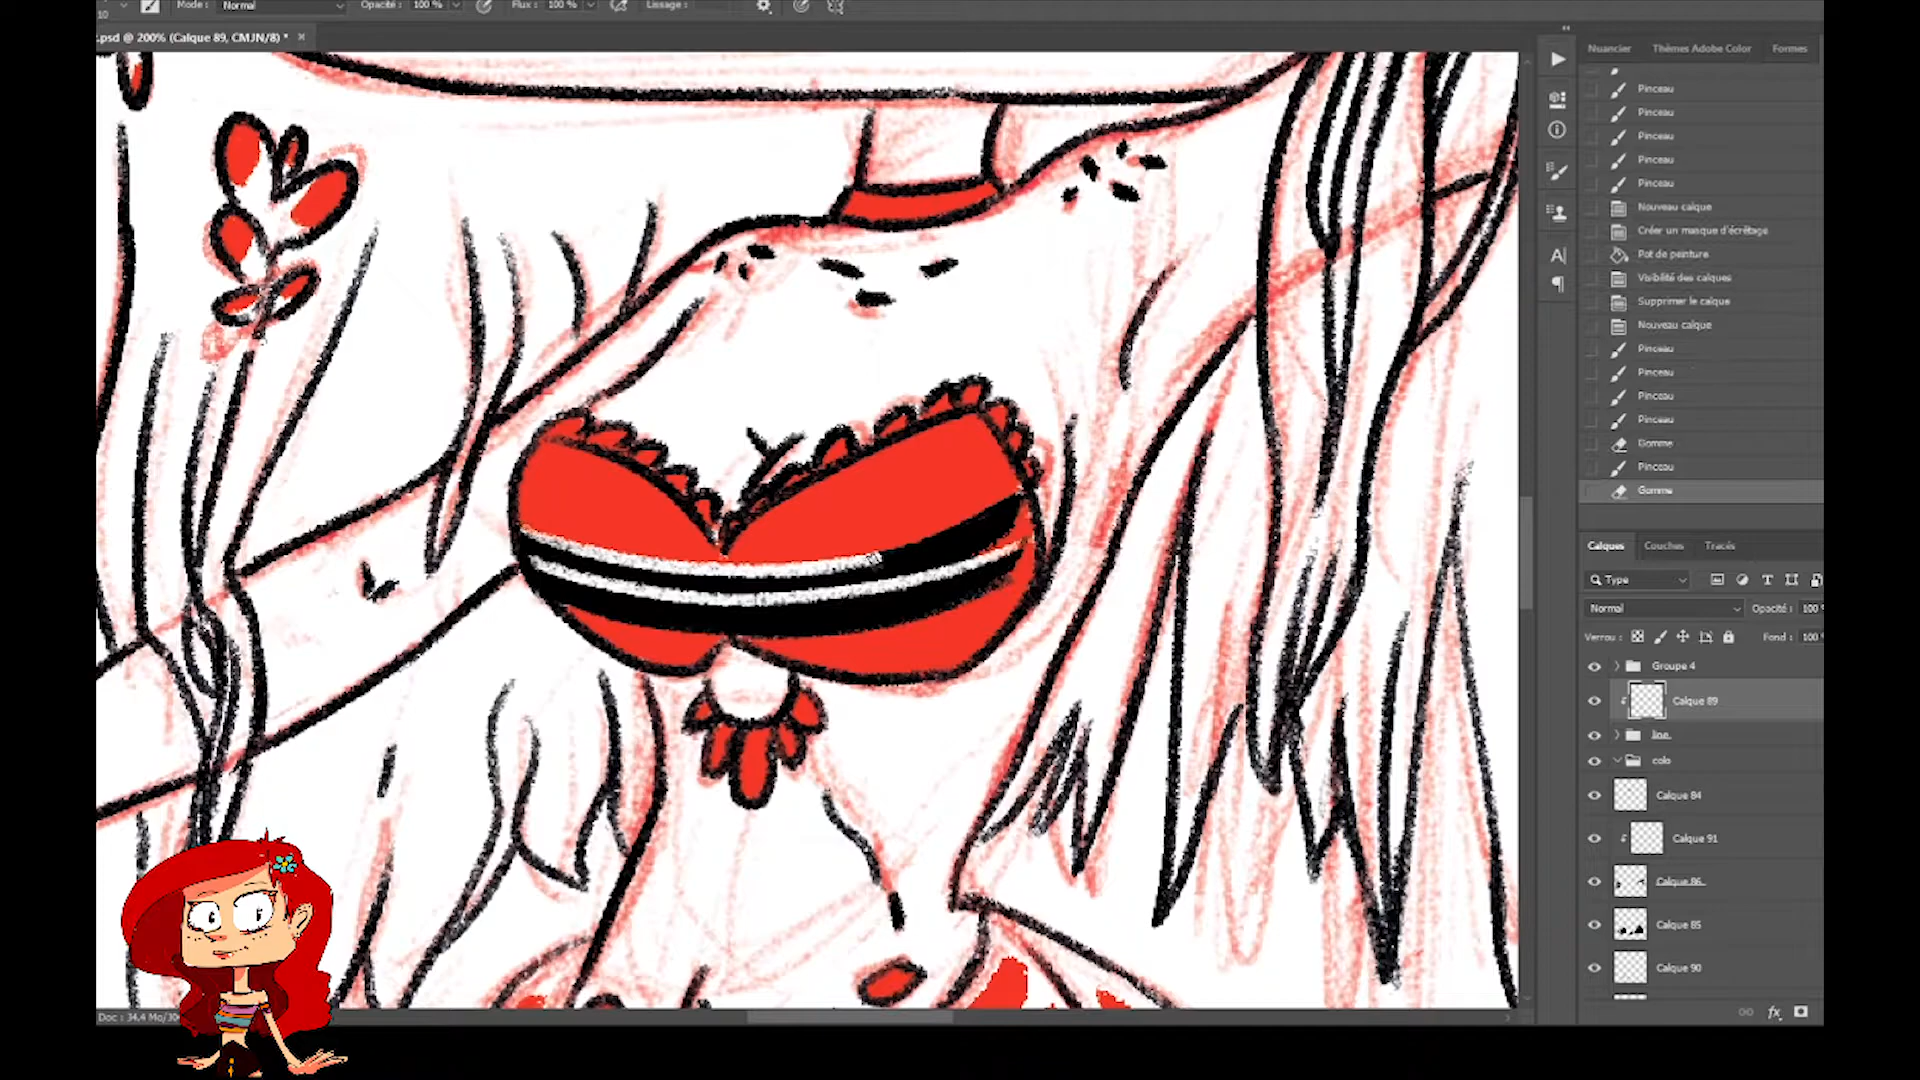 10 Mode : Normal Opacité : 100 % Flux : 100 % Lissage :
.psd @ 200% (Calque 89, CMJN/8) * ×
Nuancier Thèmes Adobe Color Formes
Pinceau
Pinceau
Pinceau
Pinceau
Pinceau
Nouveau calque
Créer un masque d'écrêtage
Pot de peinture
Visibilité des calques
Supprimer le calque
Nouveau calque
Pinceau
Pinceau
Pinceau
Pinceau
Gomme
Pinceau
Gomme
Calques Couches Tracés
Type
Normal Opacité : 100
Verrou : Fond : 100
Groupe 4
Calque 89
colo
Calque 84
Calque 91
Calque 86
Calque 85
Calque 90
fx
Doc : 34,4 Mo/30